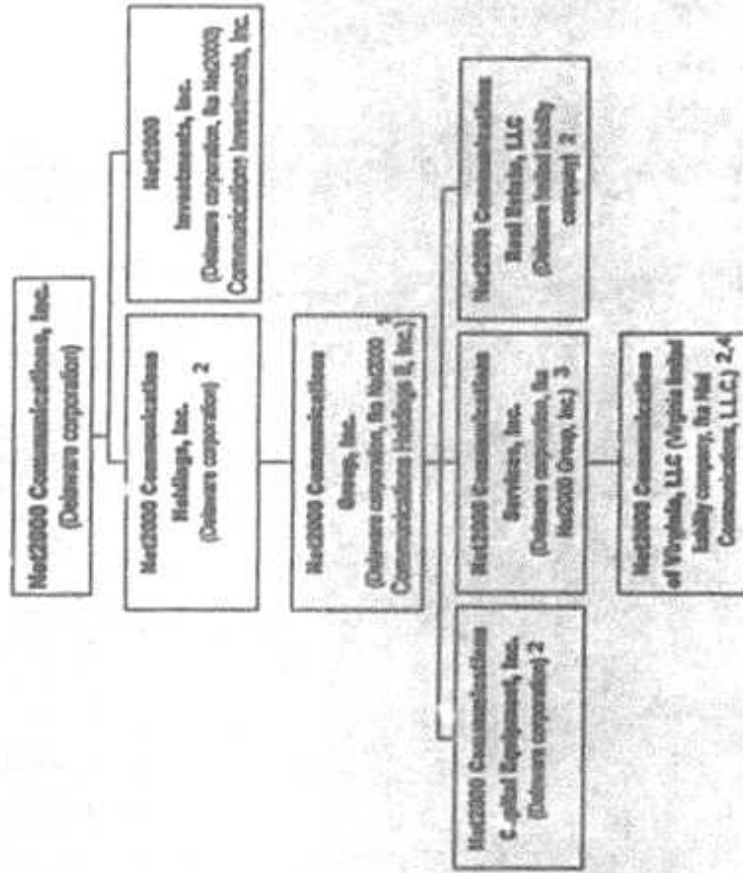 Net2000 Communications, Inc.
(Delaware corporation)
Net2000 Communications
Holdings, Inc.
(Delaware corporation) 2
Net2000
Investments, Inc.
(Delaware corporation, fka Net2000)
Communications Investments, Inc.
Net2000 Communications
Group, Inc.
(Delaware corporation, fka Net2000
Communications Holdings II, Inc.)
Net2000 Communications
Capital Equipment, Inc.
(Delaware corporation) 2
Net2000 Communications
Services, Inc.
(Delaware corporation, fka
Net2000 Group, Inc.) 3
Net2000 Communications
Real Estate, LLC
(Delaware limited liability
company) 2
Net2000 Communications
of Virginia, LLC (Virginia limited
liability company, fka Net
Communications, L.L.C.) 2,4